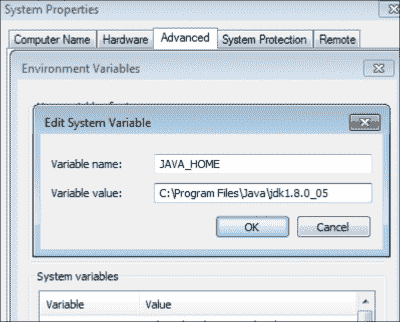 System Properties
Computer Name Hardware Advanced System Protection Remote
Environment Variables
Edit System Variable
Variable name: JAVA_HOME
Variable value: C:\Program Files\Java\jdk1.8.0_05
OK Cancel
System variables
Variable Value